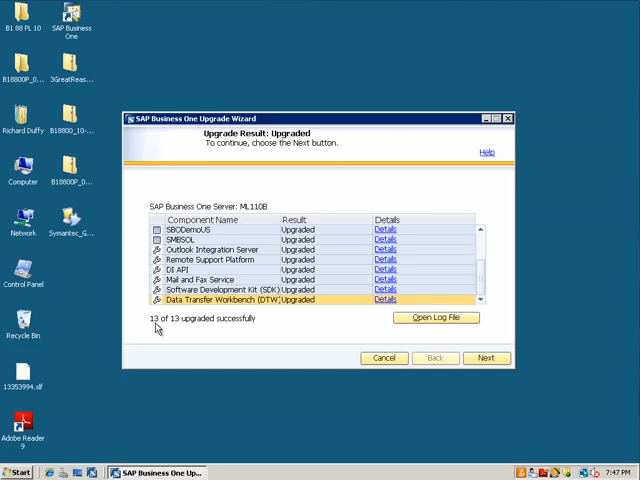 B1 88 PL 10
SAP Business One
B18800P_0...
3GreatReas...
Richard Duffy
B18800_10-...
Computer
B18800P_0...
Network
Symantec_G...
Control Panel
Recycle Bin
13353994.slf
Adobe Reader 9
SAP Business One Upgrade Wizard
Upgrade Result: Upgraded
To continue, choose the Next button.
Help
SAP Business One Server: ML110B
Component Name Result Details
SBODemoUS Upgraded Details
SMBSOL Upgraded Details
Outlook Integration Server Upgraded Details
Remote Support Platform Upgraded Details
DI API Upgraded Details
Mail and Fax Service Upgraded Details
Software Development Kit (SDK) Upgraded Details
Data Transfer Workbench (DTW) Upgraded Details
13 of 13 upgraded successfully
Open Log File
Cancel Back Next
Start
SAP Business One Up...
7:47 PM